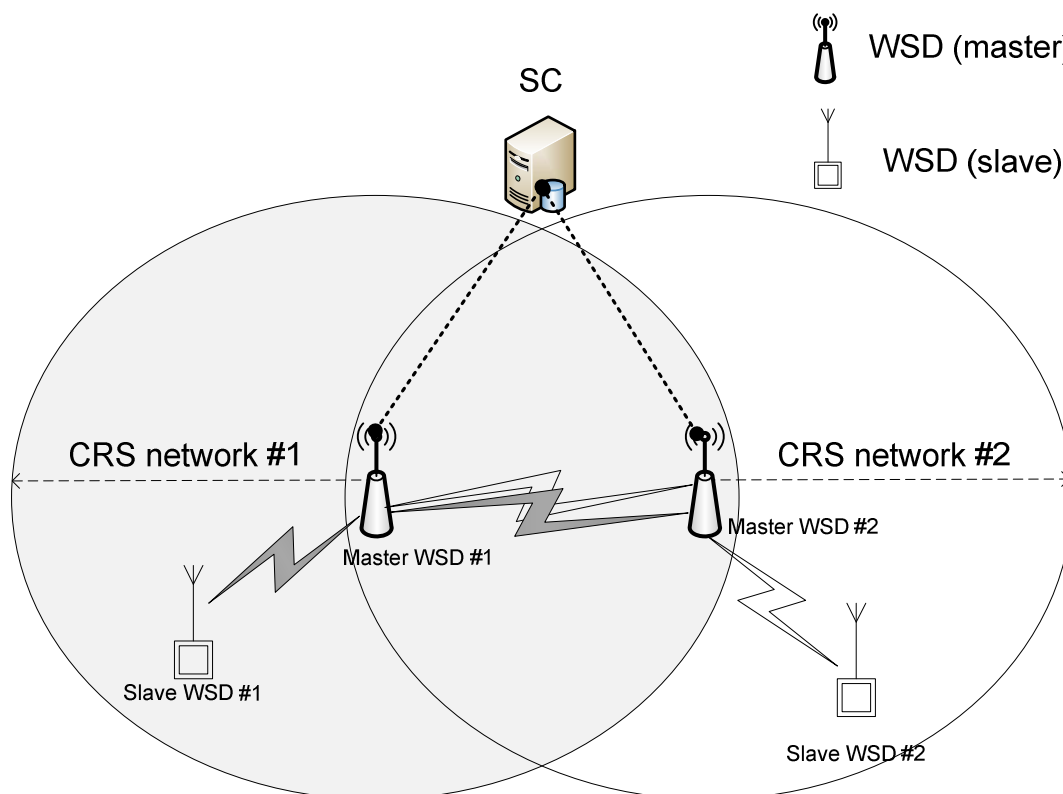 WSD (master)
SC
WSD (slave)
CRS network #1
CRS network #2
Master WSD #2
Master WSD #1
Slave WSD #1
Slave WSD #2